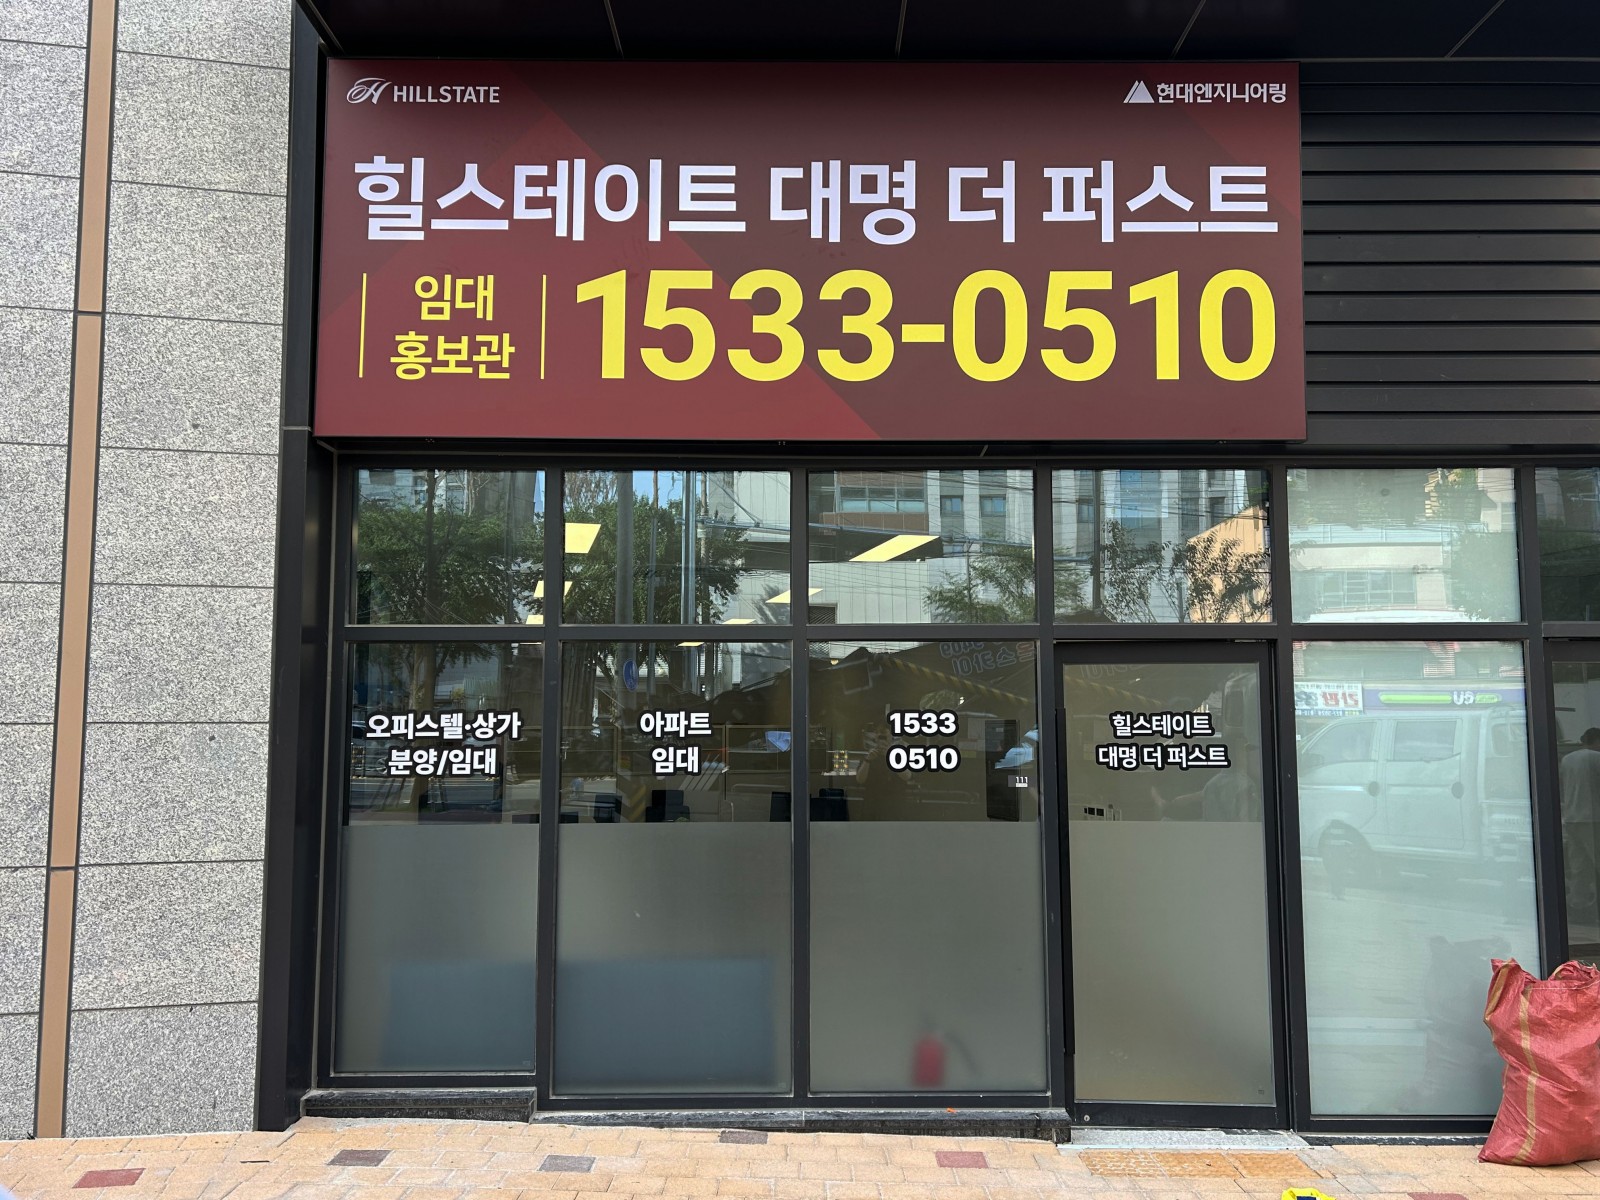 HILLSTATE
현대엔지니어링
힐스테이트 대명 더 퍼스트
임대
홍보관
1533-0510
오피스텔·상가
분양/임대
아파트
임대
1533
0510
힐스테이트
대명 더 퍼스트
111